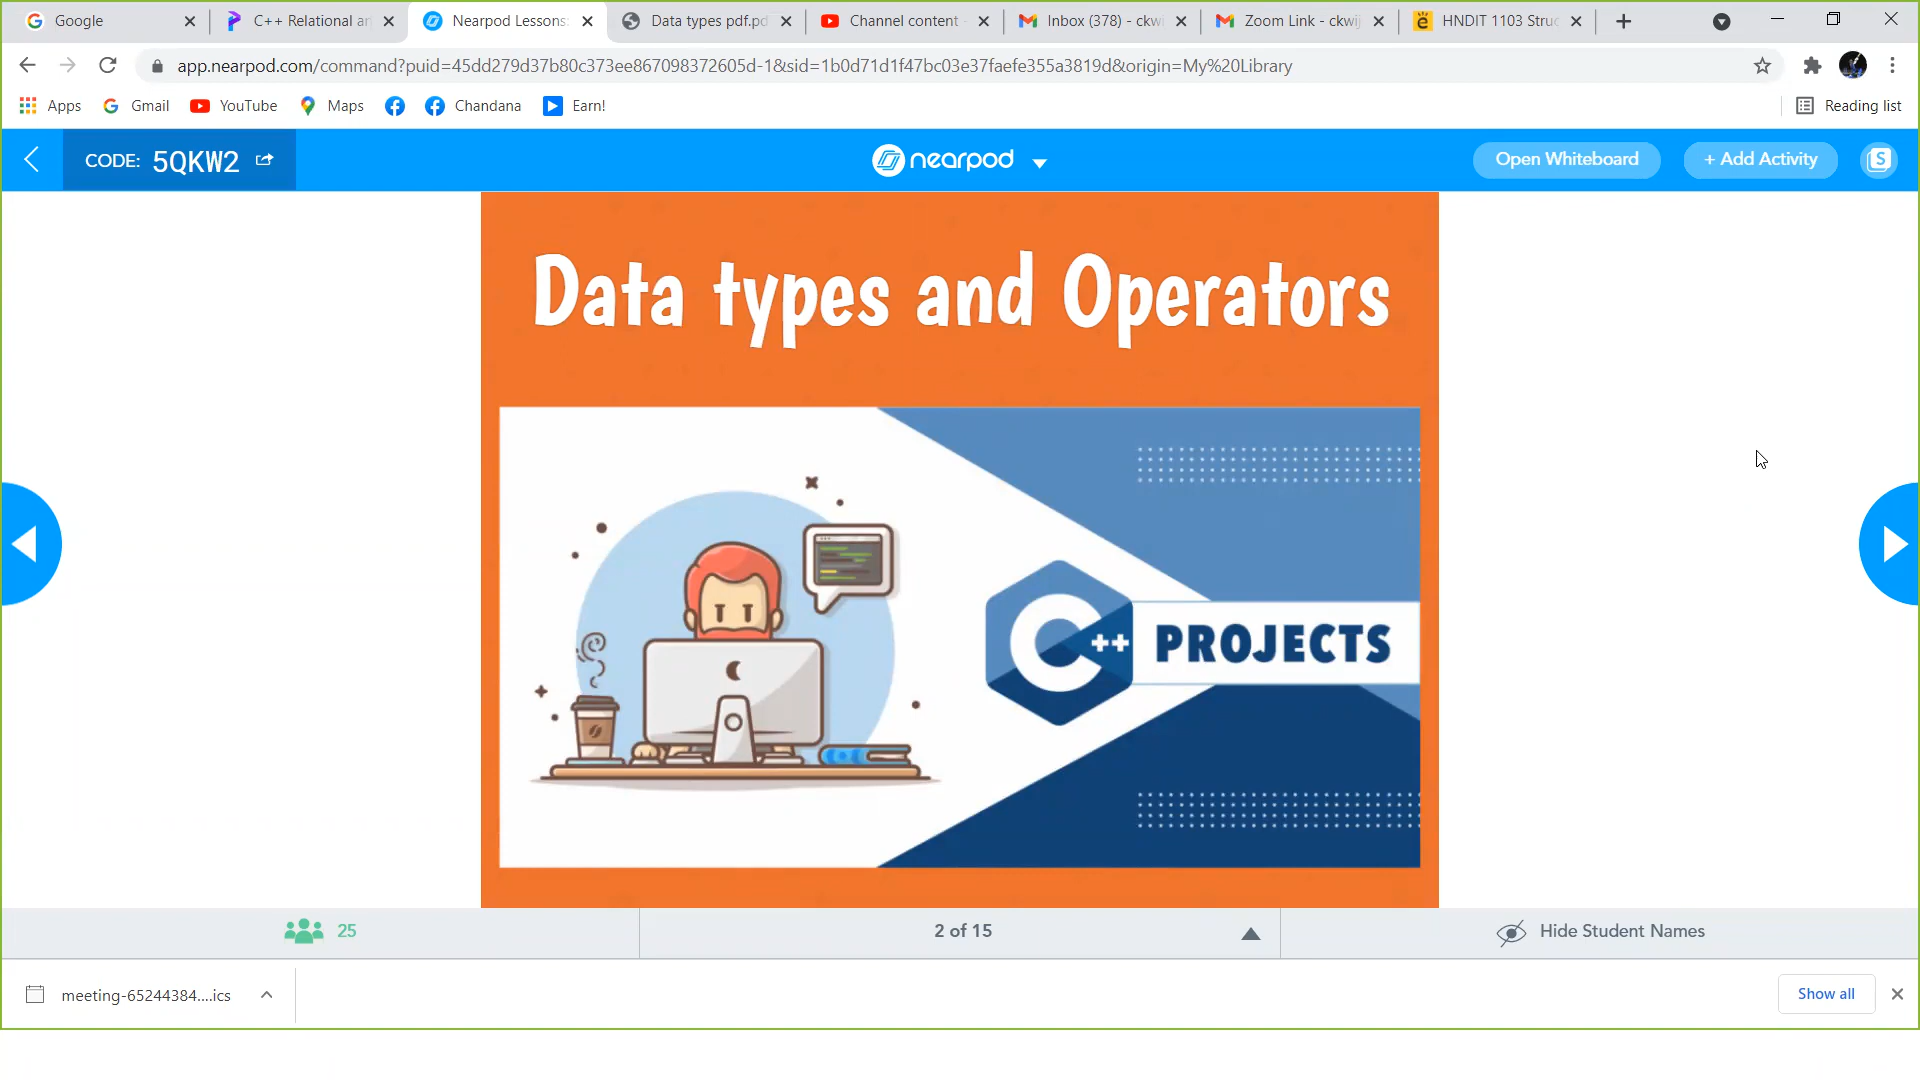 Google
C++ Relational an
Nearpod Lessons:
Data types pdf.pd
Channel content -
Inbox (378) - ckwi
Zoom Link - ckwij
HNDIT 1103 Struc
app.nearpod.com/command?puid=45dd279d37b80c373ee867098372605d-1&sid=1b0d71d1f47bc03e37faefe355a3819d&origin=My%20Library
Apps
Gmail
YouTube
Maps
Chandana
Earn!
Reading list
CODE: 5QKW2
nearpod
Open Whiteboard
+ Add Activity
S
Data types and Operators
C++ PROJECTS
25
2 of 15
Hide Student Names
meeting-65244384....ics
Show all